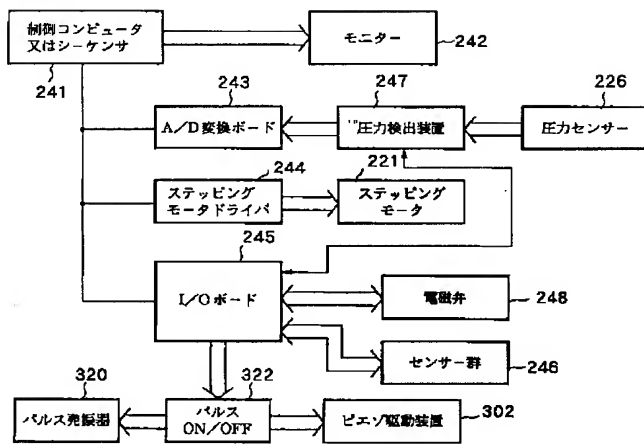 制御コンピュータ
又はシーケンサ
241
モニター
242
243
A/D変換ボード
247
圧力検出装置
226
圧力センサー
244
ステッピング
モータドライバ
221
ステッピング
モータ
245
I/Oボード
電磁弁
248
センサー群
246
320
パルス発振器
322
パルス
ON/OFF
ピエゾ駆動装置
302